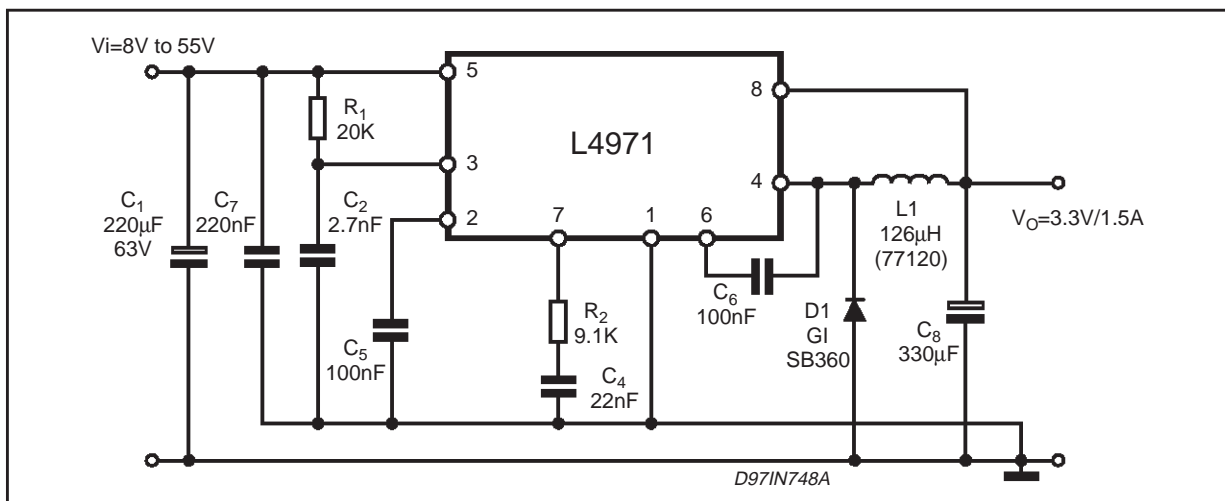 Vi=8V to 55V
5
8
R1
20K
L4971
3
4
C1
220µF
63V
C7
220nF
C2
2.7nF
2
7
1
6
L1
126µH
(77120)
VO=3.3V/1.5A
C5
100nF
R2
9.1K
C4
22nF
C6
100nF
D1
GI
SB360
C8
330µF
D97IN748A